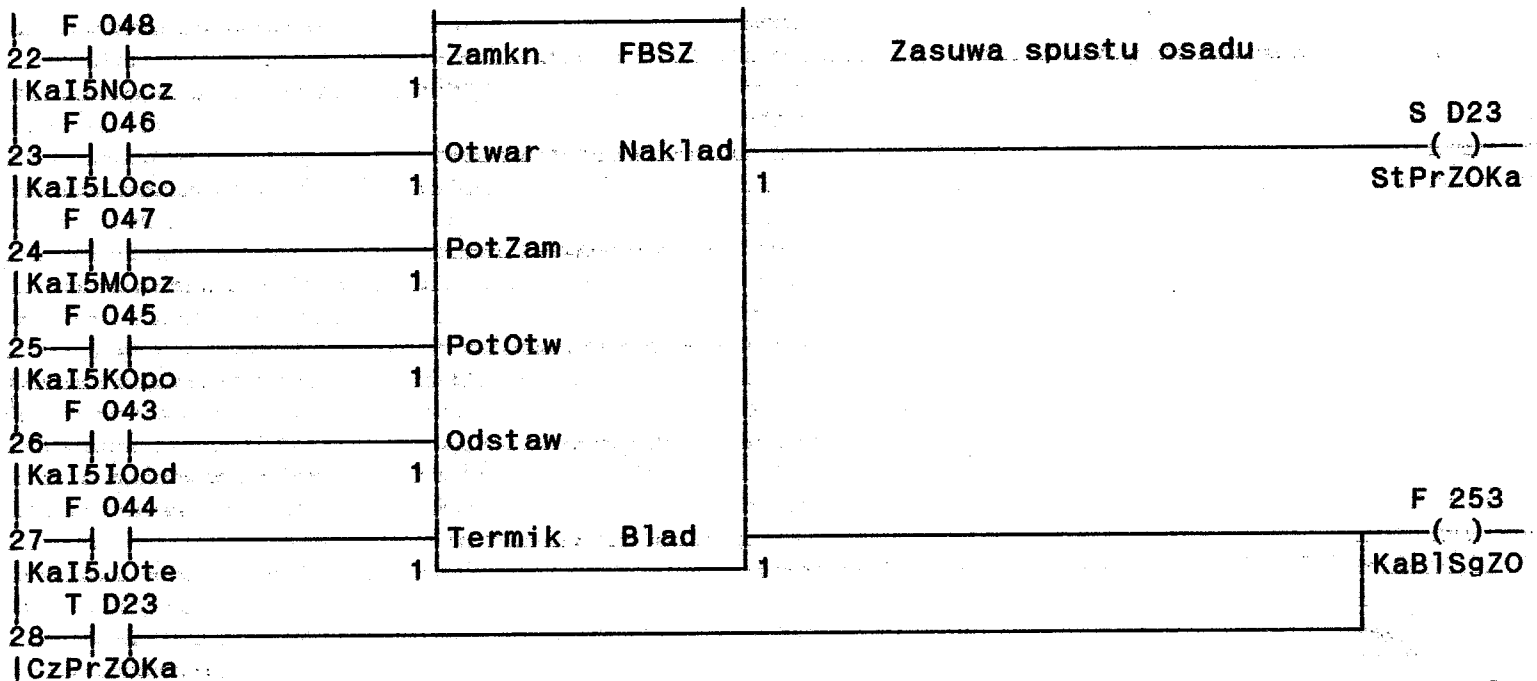 F 048
22 Zamkn FBSZ Zasuwa spustu osadu
KaI5NOcz 1
F 046 S D23
23 Otwar Naklad ( )
KaI5LOco 1 1 StPrZOKa
F 047
24 PotZam
KaI5MOpz 1
F 045
25 PotOtw
KaI5KOpo 1
F 043
26 Odstaw
KaI5IOod 1
F 044 F 253
27 Termik Blad ( )
KaI5JOte 1 1 KaBlSgZO
T D23
28
CzPrZOKa